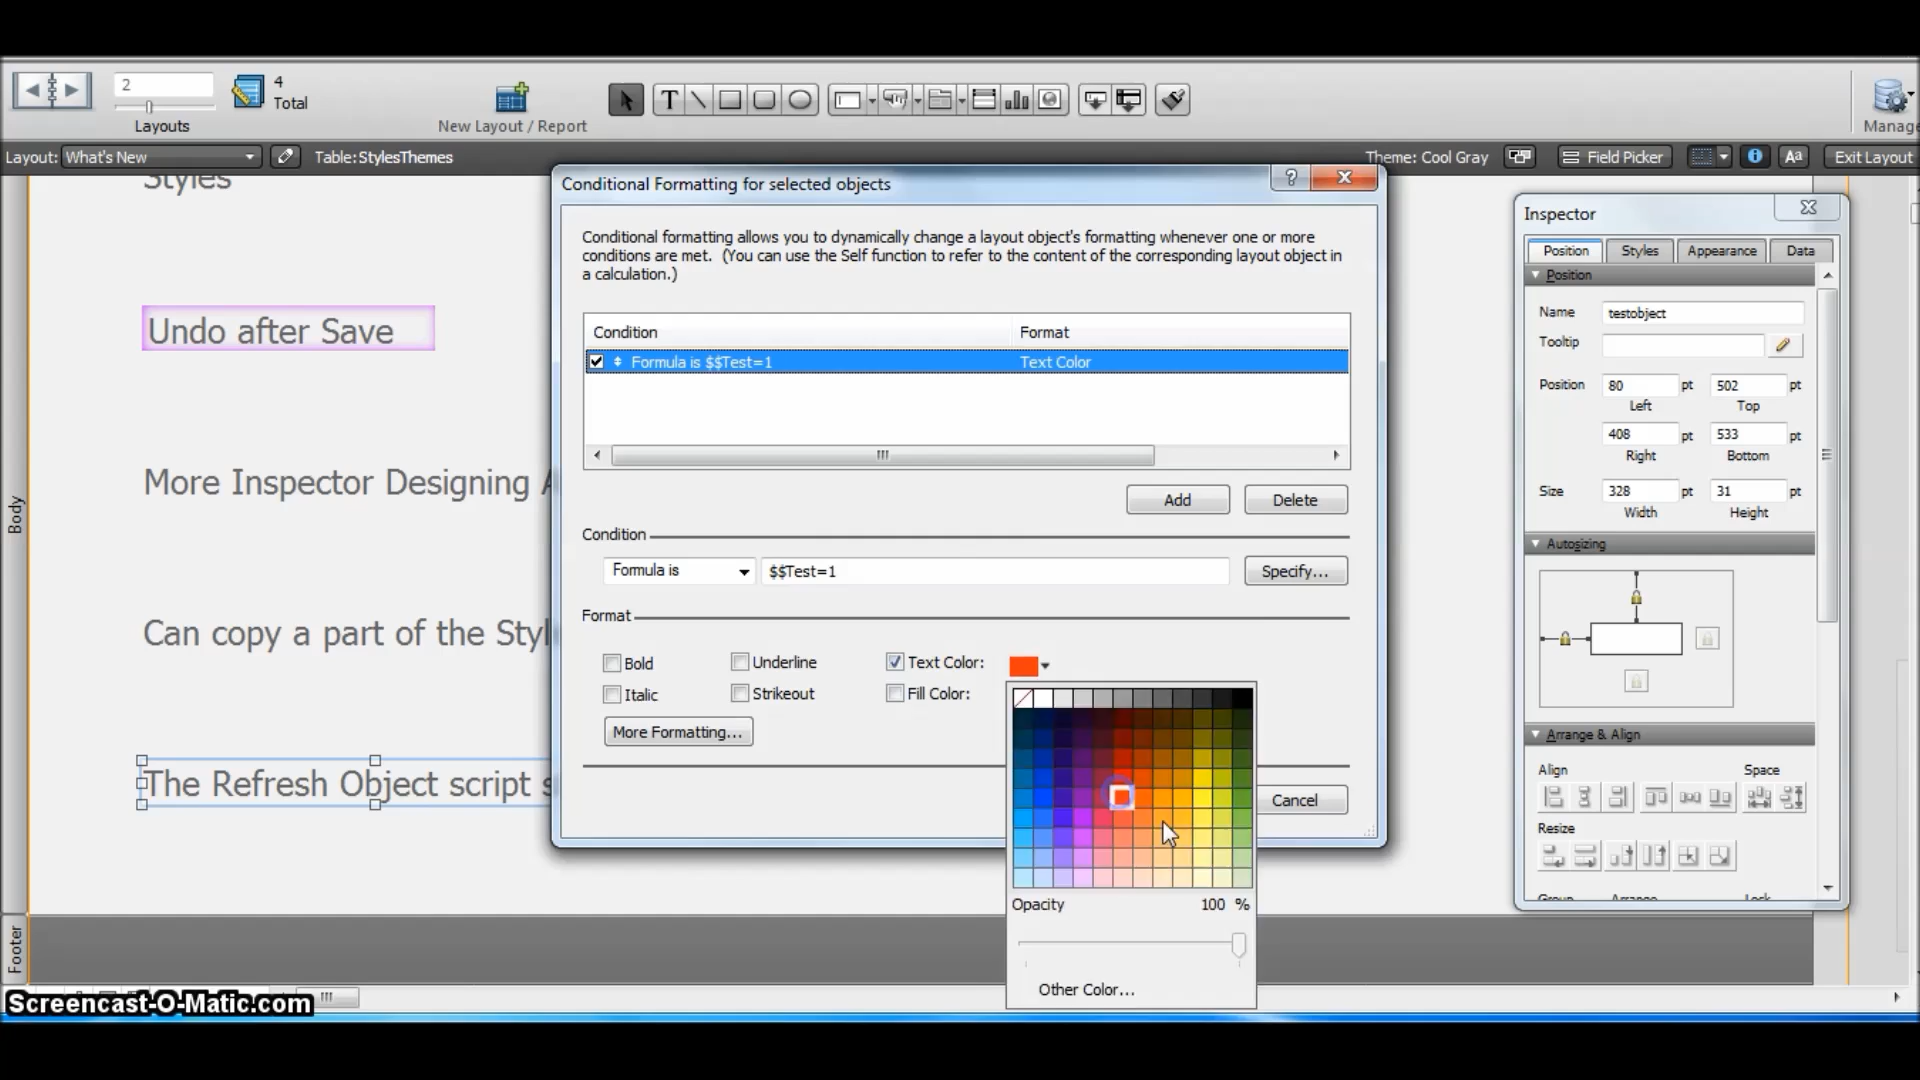 2
4
Total
Layouts
New Layout / Report
Manage
Layout: What's New
Table: StylesThemes
Theme: Cool Gray
Field Picker
Aa
Exit Layout
Styles
Undo after Save
More Inspector Designing
Can copy a part of the Styl
The Refresh Object script s
Body
Footer
Conditional Formatting for selected objects
Conditional formatting allows you to dynamically change a layout object's formatting whenever one or more
conditions are met. (You can use the Self function to refer to the content of the corresponding layout object in
a calculation.)
Condition Format
Formula is $$Test=1 Text Color
Add Delete
Condition
Formula is $$Test=1 Specify...
Format
Bold Underline Text Color:
Italic Strikeout Fill Color:
More Formatting...
Cancel
Opacity 100 %
Other Color...
Inspector
Position Styles Appearance Data
Position
Name testobject
Tooltip
Position 80 pt 502 pt
Left Top
408 pt 533 pt
Right Bottom
Size 328 pt 31 pt
Width Height
Autosizing
Arrange & Align
Align Space
Resize
Group Arrange Lock
Screencast-O-Matic.com